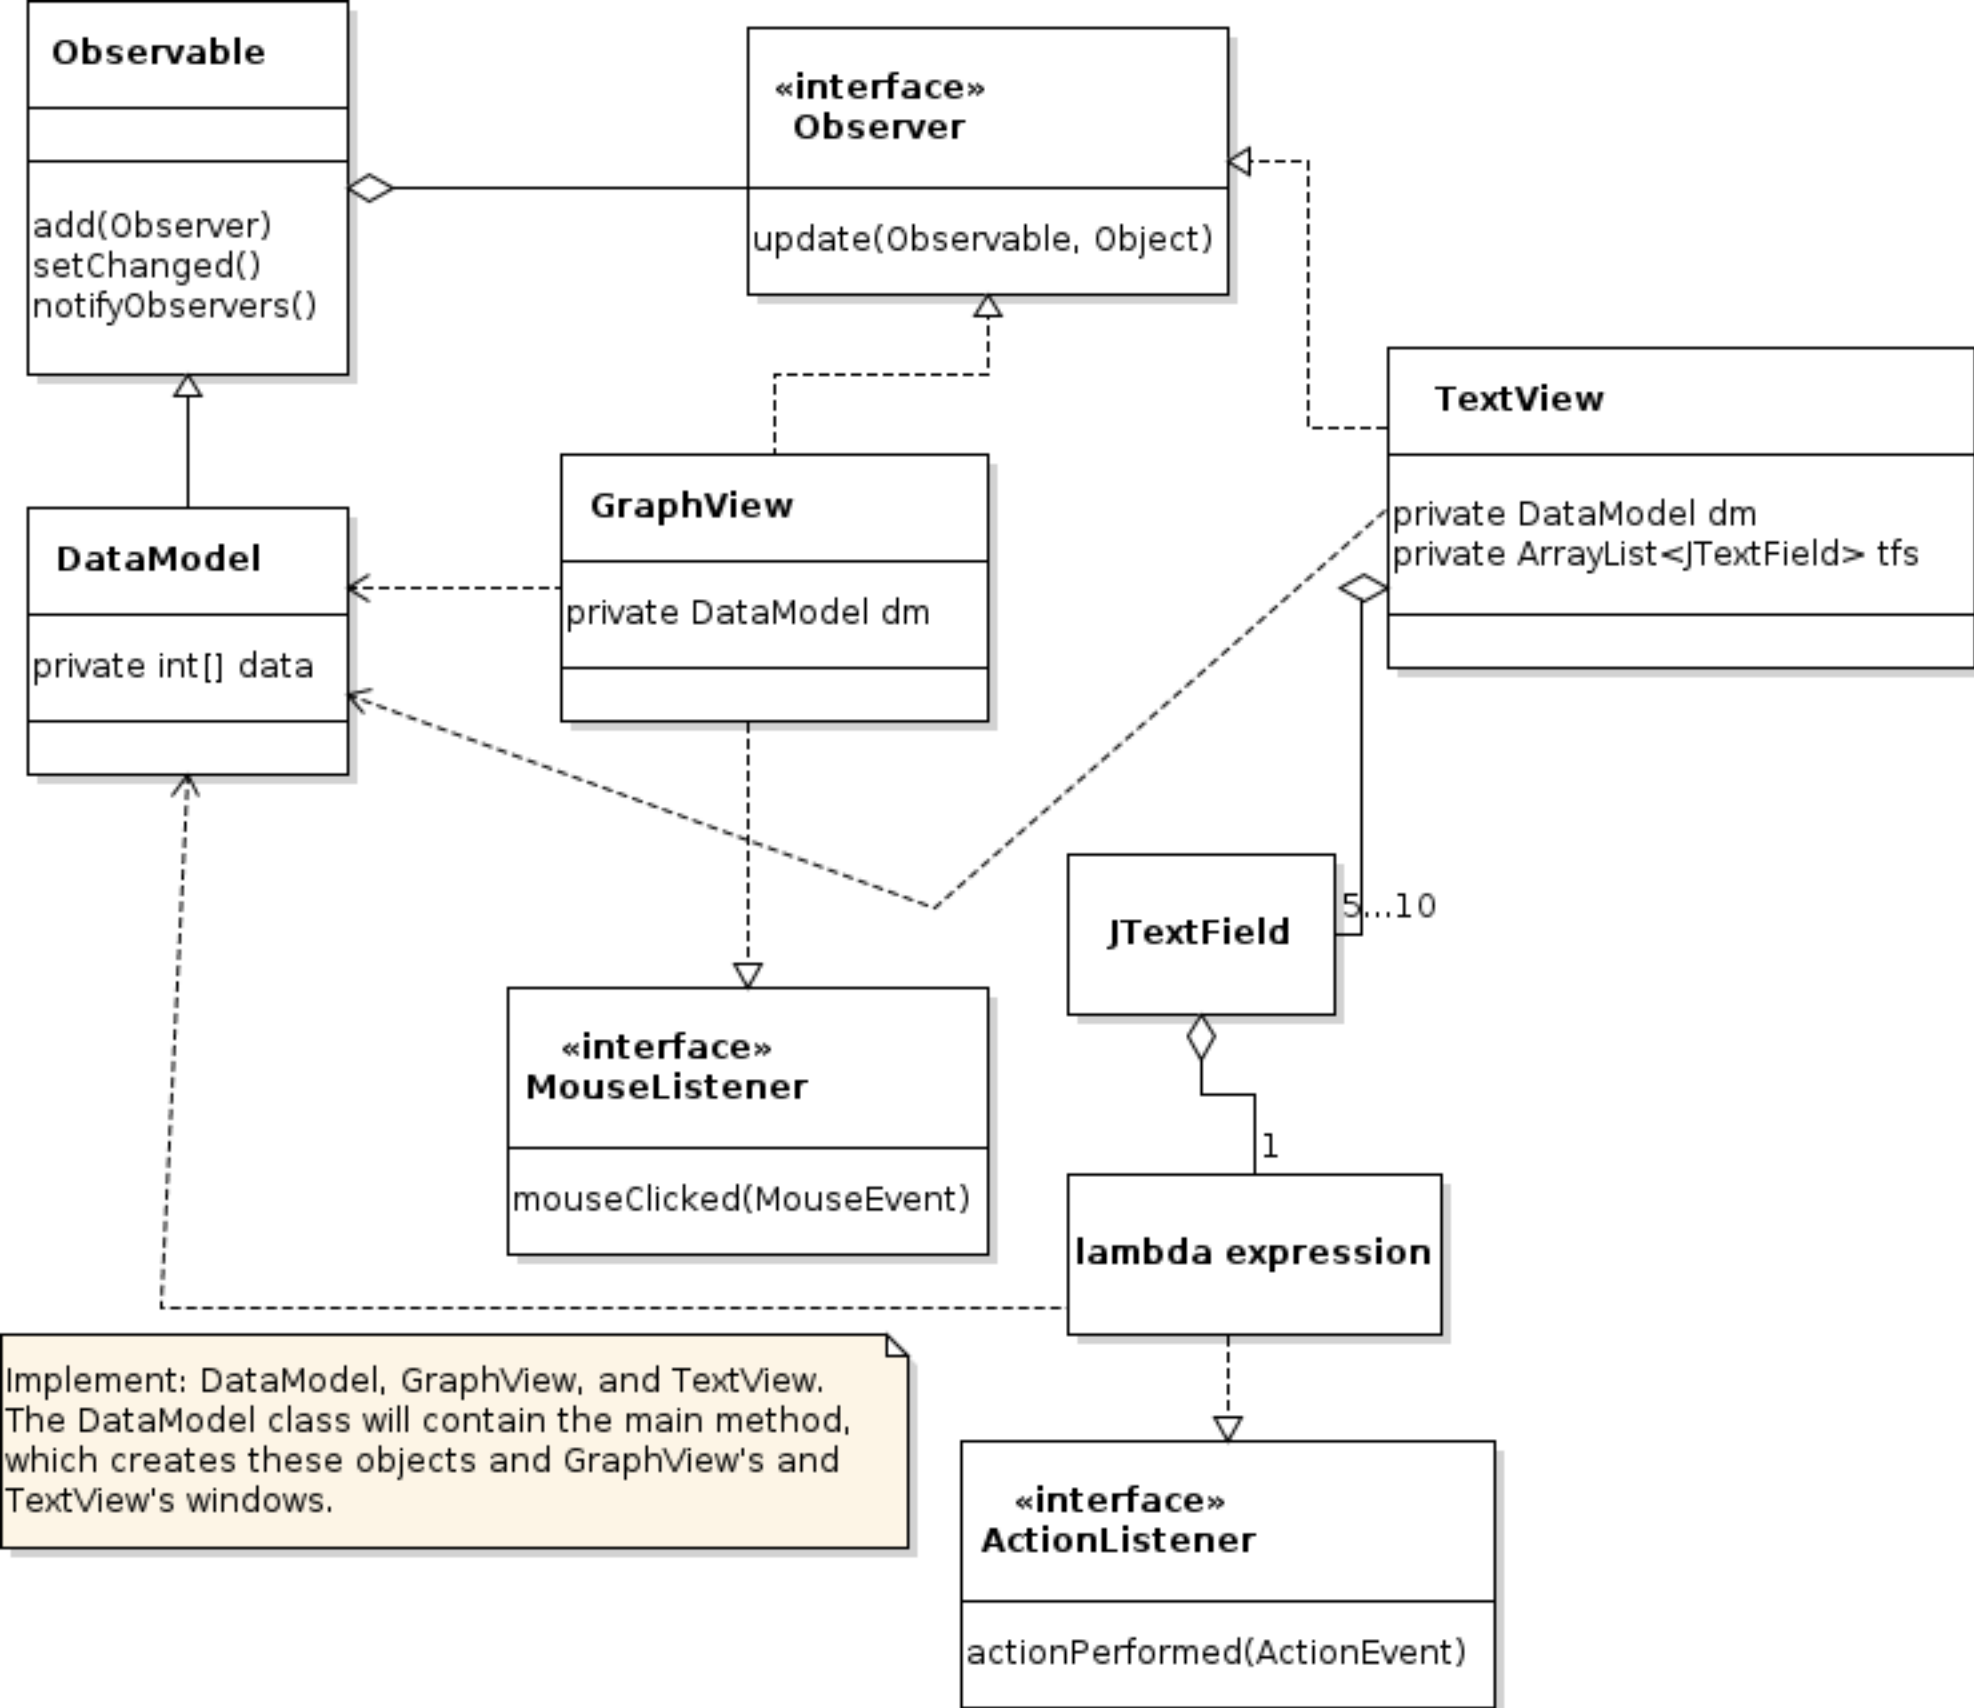 Observable
add(Observer)
setChanged()
notifyObservers()
«interface»
Observer
update(Observable, Object)
TextView
private DataModel dm
private ArrayList<JTextField> tfs
GraphView
private DataModel dm
DataModel
private int[] data
JTextField
5...10
«interface»
MouseListener
mouseClicked(MouseEvent)
1
lambda expression
Implement: DataModel, GraphView, and TextView.
The DataModel class will contain the main method,
which creates these objects and GraphView's and
TextView's windows.
«interface»
ActionListener
actionPerformed(ActionEvent)